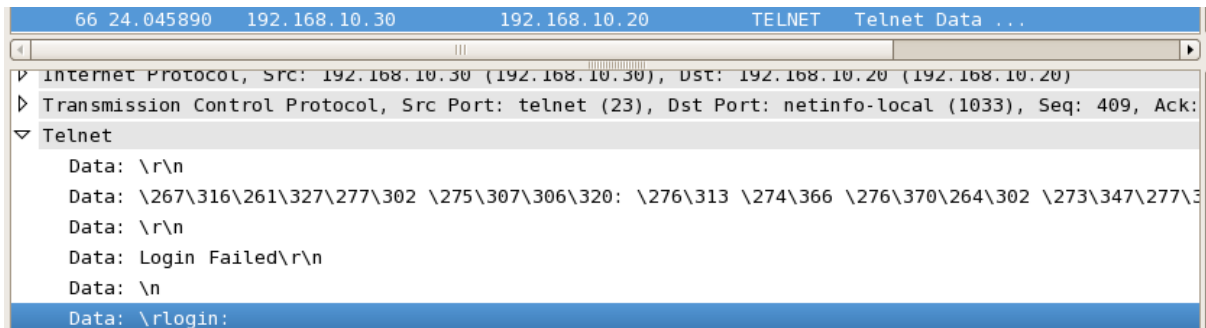 66 24.045890 192.168.10.30 192.168.10.20 TELNET Telnet Data ...
Internet Protocol, Src: 192.168.10.30 (192.168.10.30), Dst: 192.168.10.20 (192.168.10.20)
Transmission Control Protocol, Src Port: telnet (23), Dst Port: netinfo-local (1033), Seq: 409, Ack:
Telnet
Data: \r\n
Data: \267\316\261\327\277\302 \275\307\306\320: \276\313 \274\366 \276\370\264\302 \273\347\277\3
Data: \r\n
Data: Login Failed\r\n
Data: \n
Data: \rlogin: